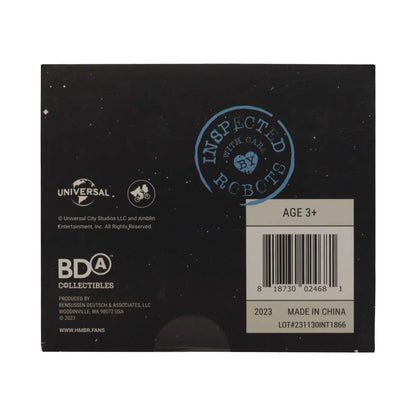 INSPECTED
WITH CARE
BY
ROBOTS
UNIVERSAL
© Universal City Studios LLC and Amblin
Entertainment, Inc. All Rights Reserved.
BDA
COLLECTIBLES
PRODUCED BY
BENSUSSEN DEUTSCH & ASSOCIATES, LLC
WOODINVILLE, WA 98072 USA
© 2023
WWW.HMBR.FANS
AGE 3+
8 18730 02468 1
2023 MADE IN CHINA
LOT#231130INT1866